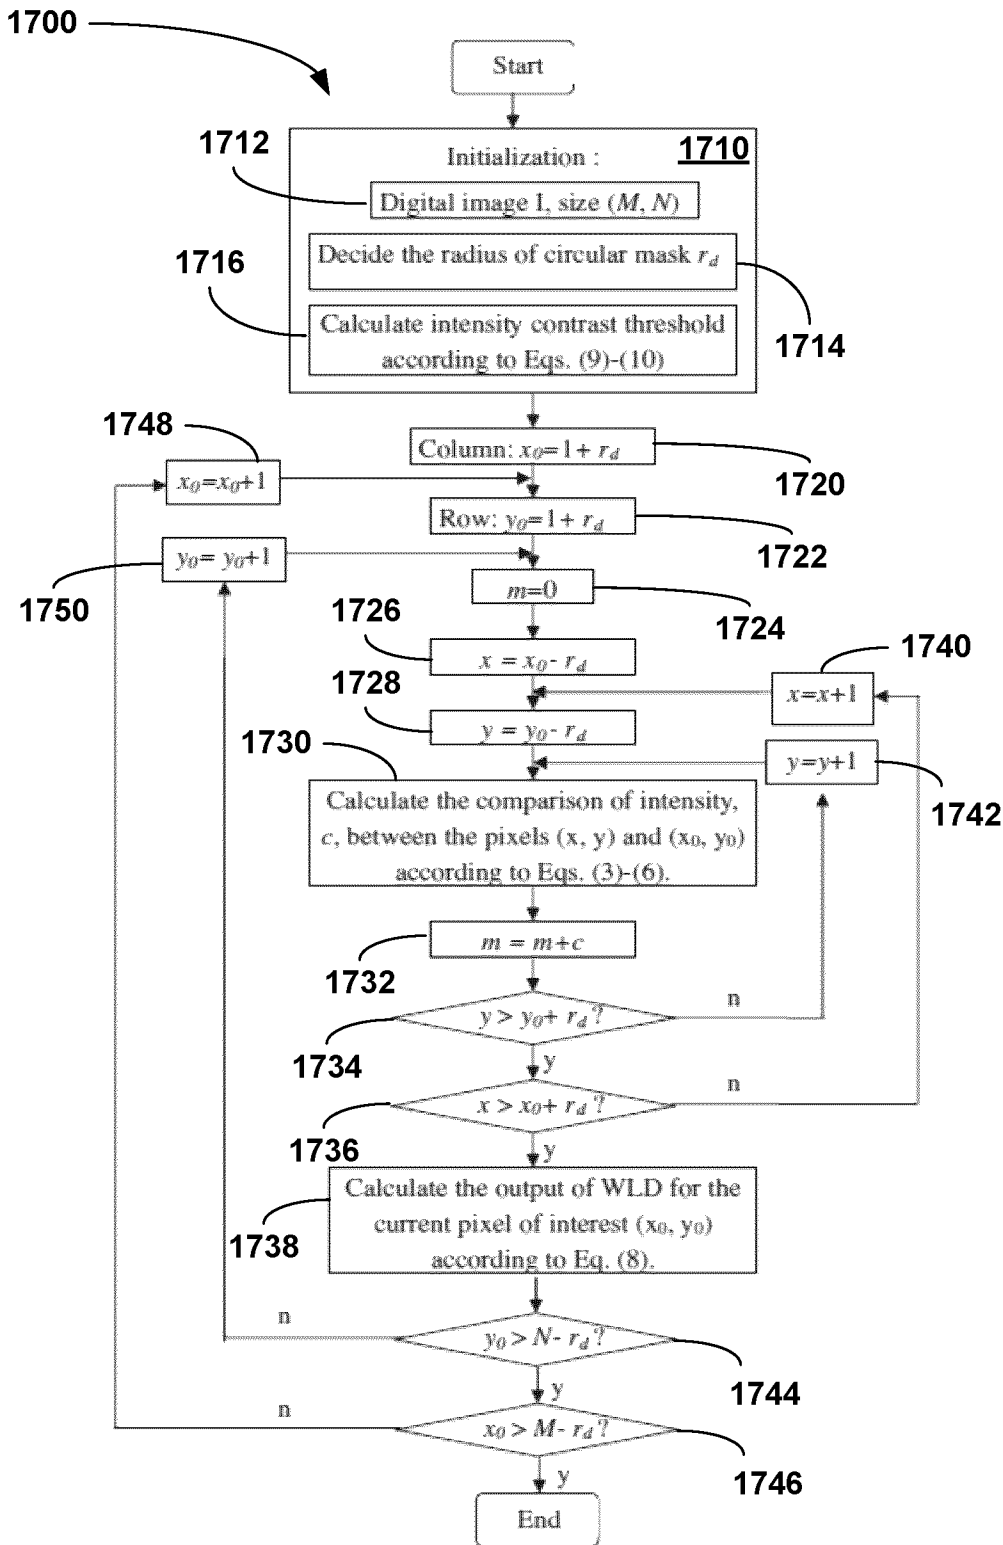 1700
Start
1712
1710
Initialization :
Digital image I, size (M, N)
1716
Decide the radius of circular mask r_d
1714
Calculate intensity contrast threshold
according to Eqs. (9)-(10)
1748
Column: x_0=1+ r_d
1720
x_0=x_0+1
Row: y_0=1+ r_d
1722
y_0= y_0+1
1750
m=0
1724
1726
x = x_0- r_d
1740
x=x+1
1728
y = y_0- r_d
1730
y=y+1
1742
Calculate the comparison of intensity,
c, between the pixels (x, y) and (x_0, y_0)
according to Eqs. (3)-(6).
m = m+c
1732
n
y > y_0+ r_d ?
1734
y
n
x > x_0+ r_d ?
1736
y
Calculate the output of WLD for the
current pixel of interest (x_0, y_0)
according to Eq. (8).
1738
n
y_0 > N- r_d ?
1744
y
n
x_0 > M- r_d ?
1746
y
End